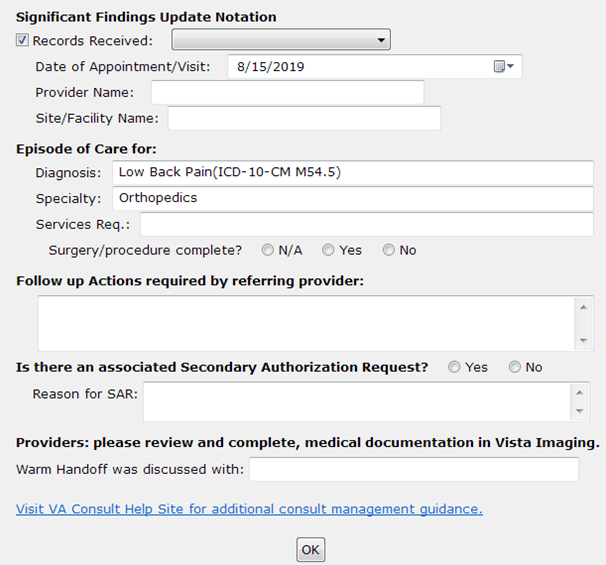 Significant Findings Update Notation
Records Received:
Date of Appointment/Visit: 8/15/2019
Provider Name:
Site/Facility Name:
Episode of Care for:
Diagnosis: Low Back Pain(ICD-10-CM M54.5)
Specialty: Orthopedics
Services Req.:
Surgery/procedure complete? N/A Yes No
Follow up Actions required by referring provider:
Is there an associated Secondary Authorization Request? Yes No
Reason for SAR:
Providers: please review and complete, medical documentation in Vista Imaging.
Warm Handoff was discussed with:
Visit VA Consult Help Site for additional consult management guidance.
OK